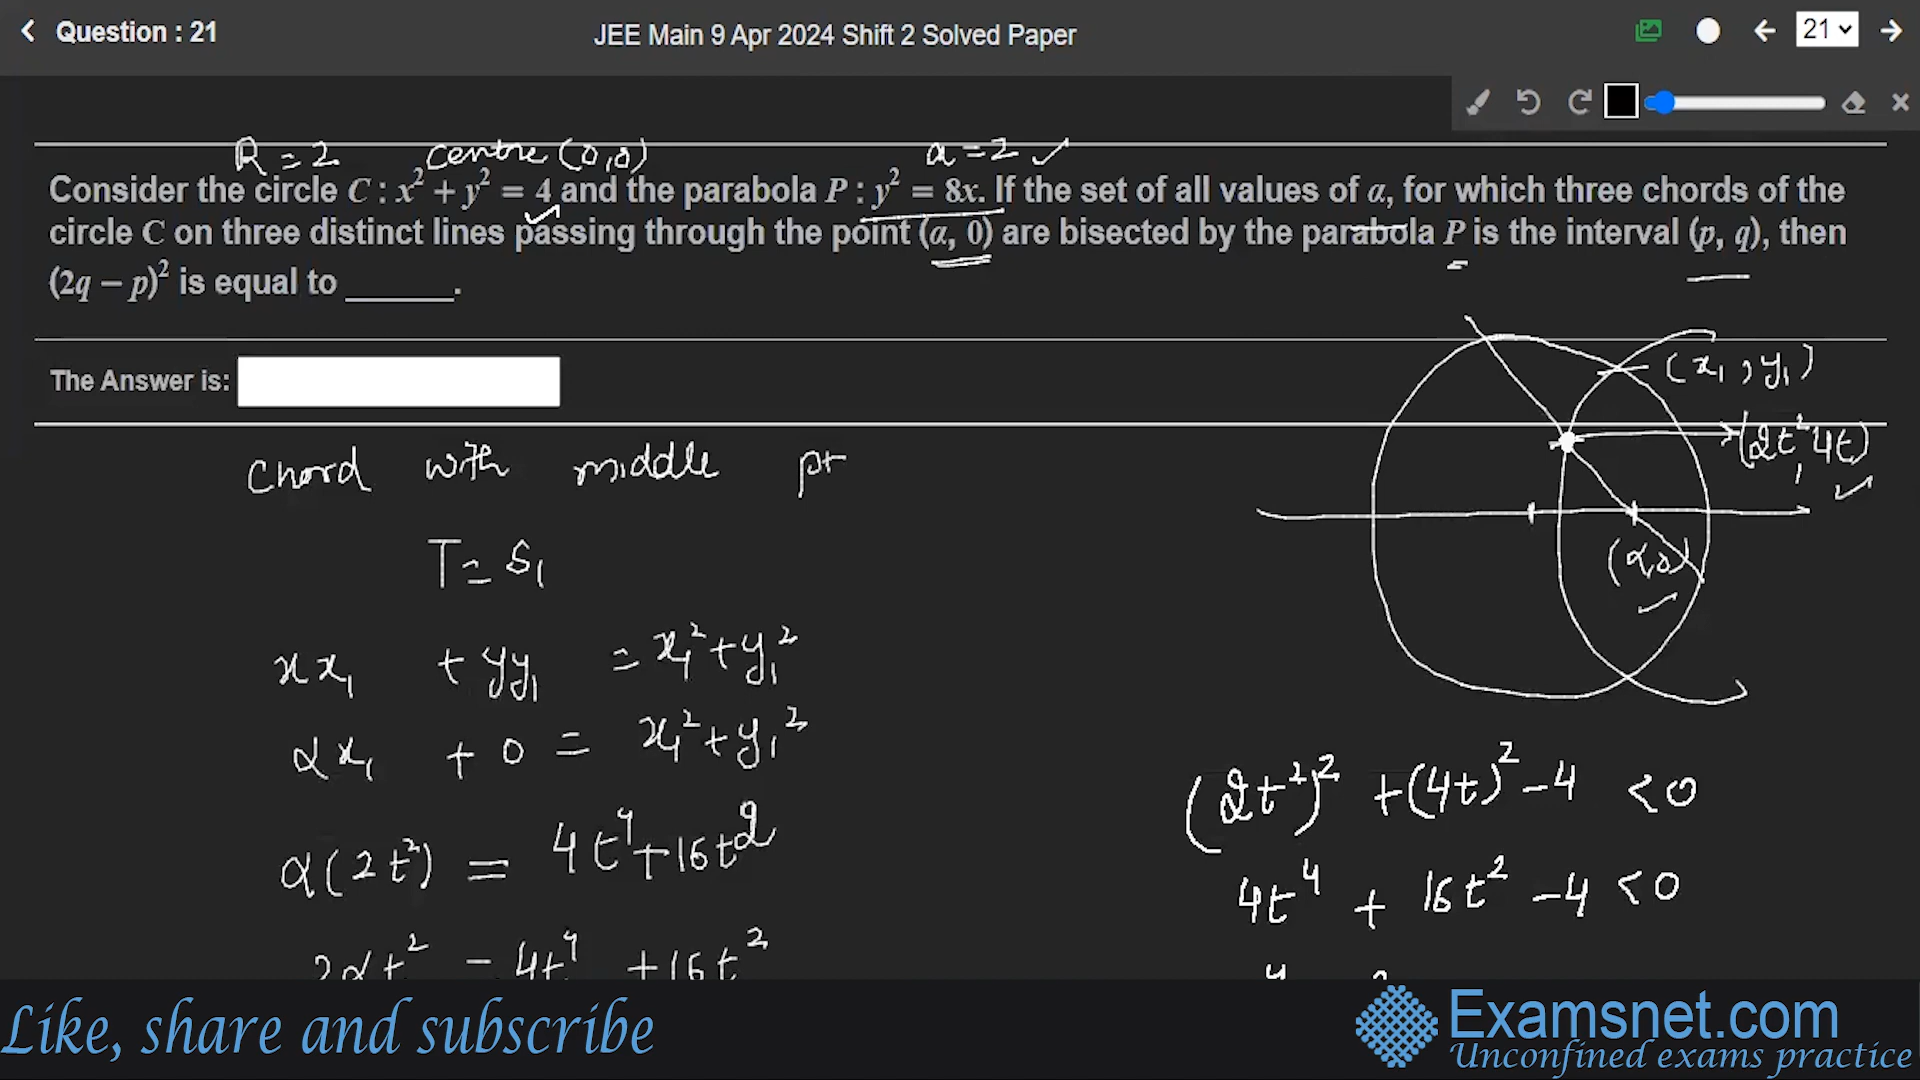 Question : 21
JEE Main 9 Apr 2024 Shift 2 Solved Paper
21
R = 2 centre (0,0) a = 2 ✓
Consider the circle C : x² + y² = 4 and the parabola P : y² = 8x. If the set of all values of α, for which three chords of the
circle C on three distinct lines passing through the point (α, 0) are bisected by the parabola P is the interval (p, q), then
(2q − p)² is equal to ______.
The Answer is:
(x₁, y₁)
(2t², 4t)
(α,0)
Chord with middle pt
T = S₁
xx₁ + yy₁ = x₁² + y₁²
αx₁ + 0 = x₁² + y₁²
α(2t²) = 4t⁴ + 16t²
2αt² = 4t⁴ + 16t²
(2t²)² + (4t)² − 4 < 0
4t⁴ + 16t² − 4 < 0
Like, share and subscribe
Examsnet.com
Unconfined exams practice